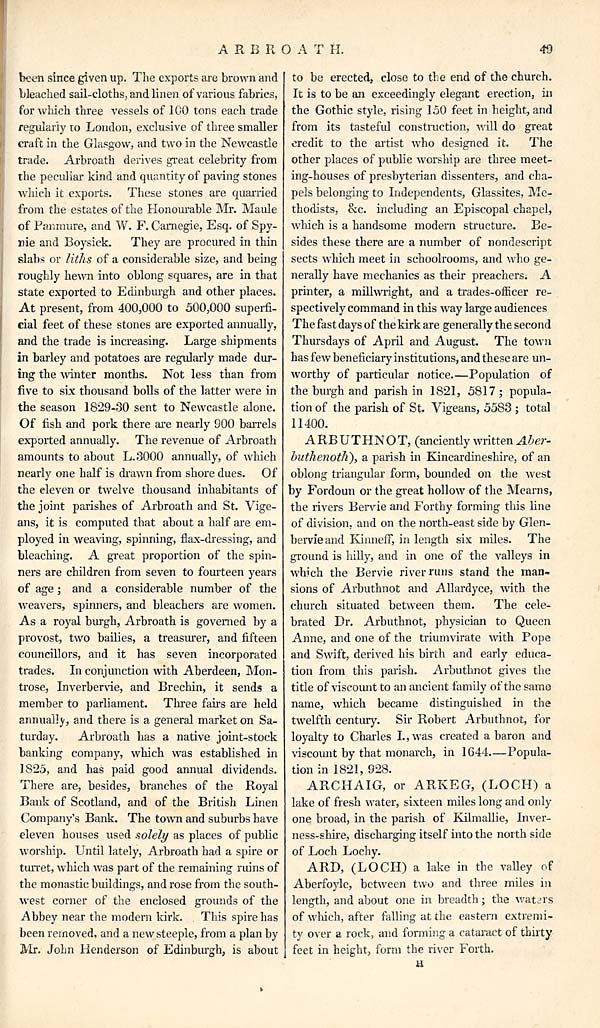 ARBROATH.
49
been since given up. The exports are brown and
bleached sail-cloths, and linen of various fabrics,
for which three vessels of 100 tons each trade
regularly to London, exclusive of three smaller
craft in the Glasgow, and two in the Newcastle
trade. Arbroath derives great celebrity from
the peculiar kind and quantity of paving stones
which it exports. These stones are quarried
from the estates of the Honourable Mr. Maule
of Panmure, and W. F. Carnegie, Esq. of Spy-
nie and Boysick. They are procured in thin
slabs or liths of a considerable size, and being
roughly hewn into oblong squares, are in that
state exported to Edinburgh and other places.
At present, from 400,000 to 500,000 superfi-
cial feet of these stones are exported annually,
and the trade is increasing. Large shipments
in barley and potatoes are regularly made dur-
ing the winter months. Not less than from
five to six thousand bolls of the latter were in
the season 1829-30 sent to Newcastle alone.
Of fish and pork there are nearly 900 barrels
exported annually. The revenue of Arbroath
amounts to about L.3000 annually, of which
nearly one half is drawn from shore dues. Of
the eleven or twelve thousand inhabitants of
the joint parishes of Arbroath and St. Vige-
ans, it is computed that about a half are em-
ployed in weaving, spinning, flax-dressing, and
bleaching. A great proportion of the spin-
ners are children from seven to fourteen years
of age; and a considerable number of the
weavers, spinners, and bleachers are women.
As a royal burgh, Arbroath is governed by a
provost, two bailies, a treasurer, and fifteen
councillors, and it has seven incorporated
trades. In conjunction with Aberdeen, Mon-
trose, Inverbervie, and Brechin, it sends a
member to parliament. Three fairs are held
annually, and there is a general market on Sa-
turday. Arbroath has a native joint-stock
banking company, which was established in
1825, and has paid good annual dividends.
There are, besides, branches of the Royal
Bank of Scotland, and of the British Linen
Company's Bank. The town and suburbs have
eleven houses used solely as places of public
worship. Until lately, Arbroath had a spire or
turret, which was part of the remaining ruins of
the monastic buildings, and rose from the south-
west corner of the enclosed grounds of the
Abbey near the modern kirk. This spire has
been removed, and a new steeple, from a plan by
Mr. John Henderson of Edinburgh, is about
to be erected, close to the end of the church.
It is to be an exceedingly elegant erection, in
the Gothic style, rising 150 feet in height, and
from its tasteful construction, will do great
credit to the artist who designed it. The
other places of public worship are three meet-
ing-houses of presbyterian dissenters, and cha-
pels belonging to Independents, Glassites, Me-
thodists, &c. including an Episcopal chapel,
which is a handsome modern structure. Be-
sides these there are a number of nondescript
sects which meet in schoolrooms, and who ge-
nerally have mechanics as their preachers. A
printer, a millwright, and a trades-officer re-
spectively command in this way large audiences
The fast days of the kirk are generally the second
Thursdays of April and August. The town
has few beneficiary institutions, and these are un-
worthy of particular notice.—Population of
the burgh and parish in 1821, 5817; popula-
tion of the parish of St. Vigeans, 5583; total
11400.
ARBUTHNOT, (anciently written Aber-
buthenoth), a parish in Kincardineshire, of an
oblong triangular form, bounded on the west
by Fordoun or the great hollow of the Mearns,
the rivers Bervie and Forthy forming this line
of division, and on the north-east side by Glen-
bervie and Kinneff, in length six miles. The
ground is hilly, and in one of the valleys in
which the Bervie river runs stand the man-
sions of Arbuthnot and Allardyce, with the
church situated between them. The cele-
brated Dr. Arbuthnot, physician to Queen
Anne, and one of the triumvirate with Pope
and Swift, derived his birth and early educa-
tion from this parish. Arbuthnot gives the
title of viscount to an ancient family of the same
name, which became distinguished in the
twelfth century. Sir Robert Arbuthnot, for
loyalty to Charles I., was created a baron and
viscount by that monarch, in 1644.—Popula-
tion in 1821, 928.
ARCHAIG, or ARKEG, (LOCH) a
lake of fresh water, sixteen miles long and only
one broad, in the parish of Kilmallie, Inver-
ness-shire, discharging itself into the north side
of Loch Lochy.
ARD, (LOCH) a lake in the valley of
Aberfoyle, between two and three miles in
length, and about one in breadth; the waters
of which, after falling at the eastern extremi-
ty over a rock, and forming a cataract of thirty
feet in height, form the river Forth.
H